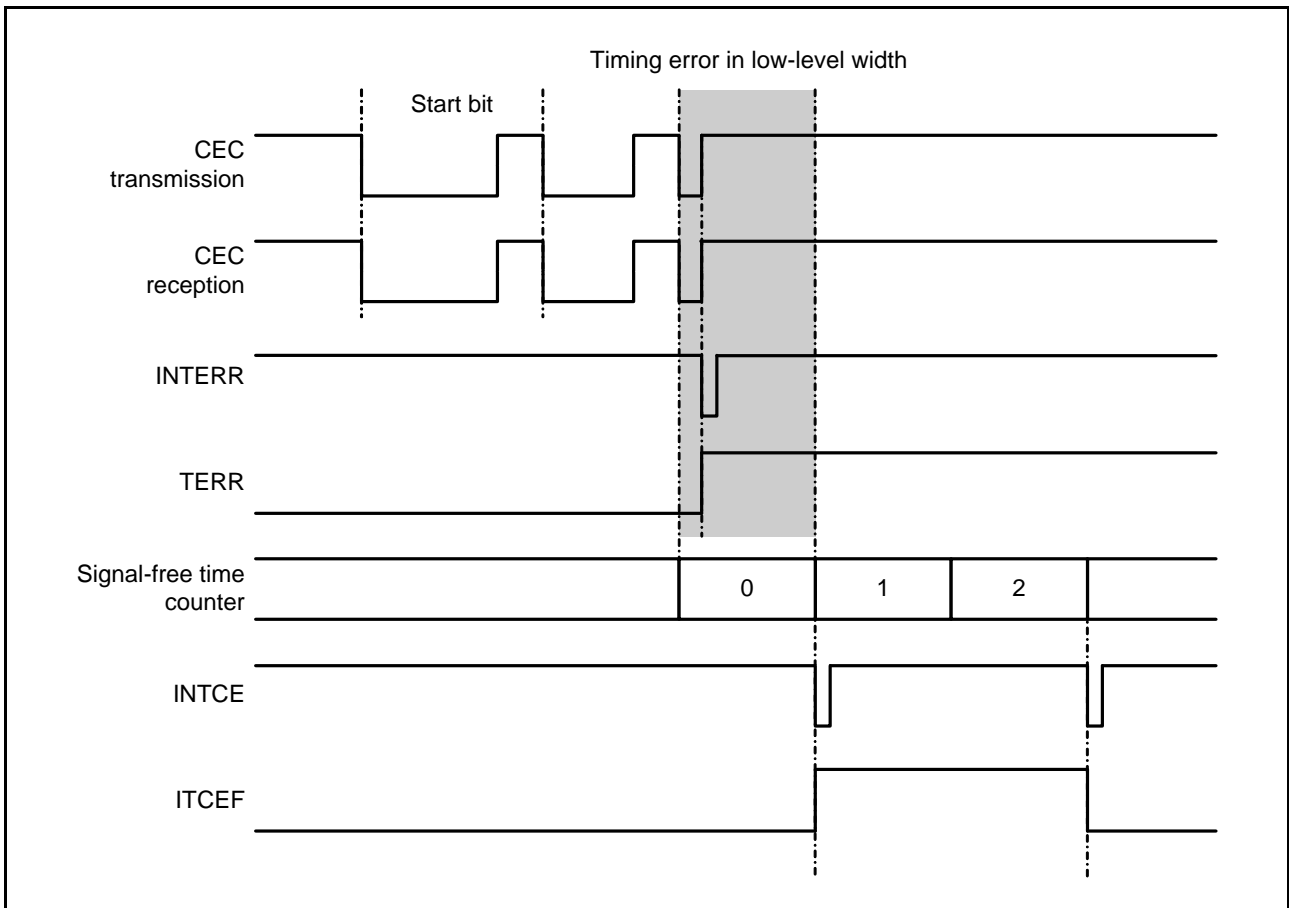 Timing error in low-level width
Start bit
CEC
transmission
CEC
reception
INTERR
TERR
Signal-free time
counter
0 1 2
INTCE
ITCEF